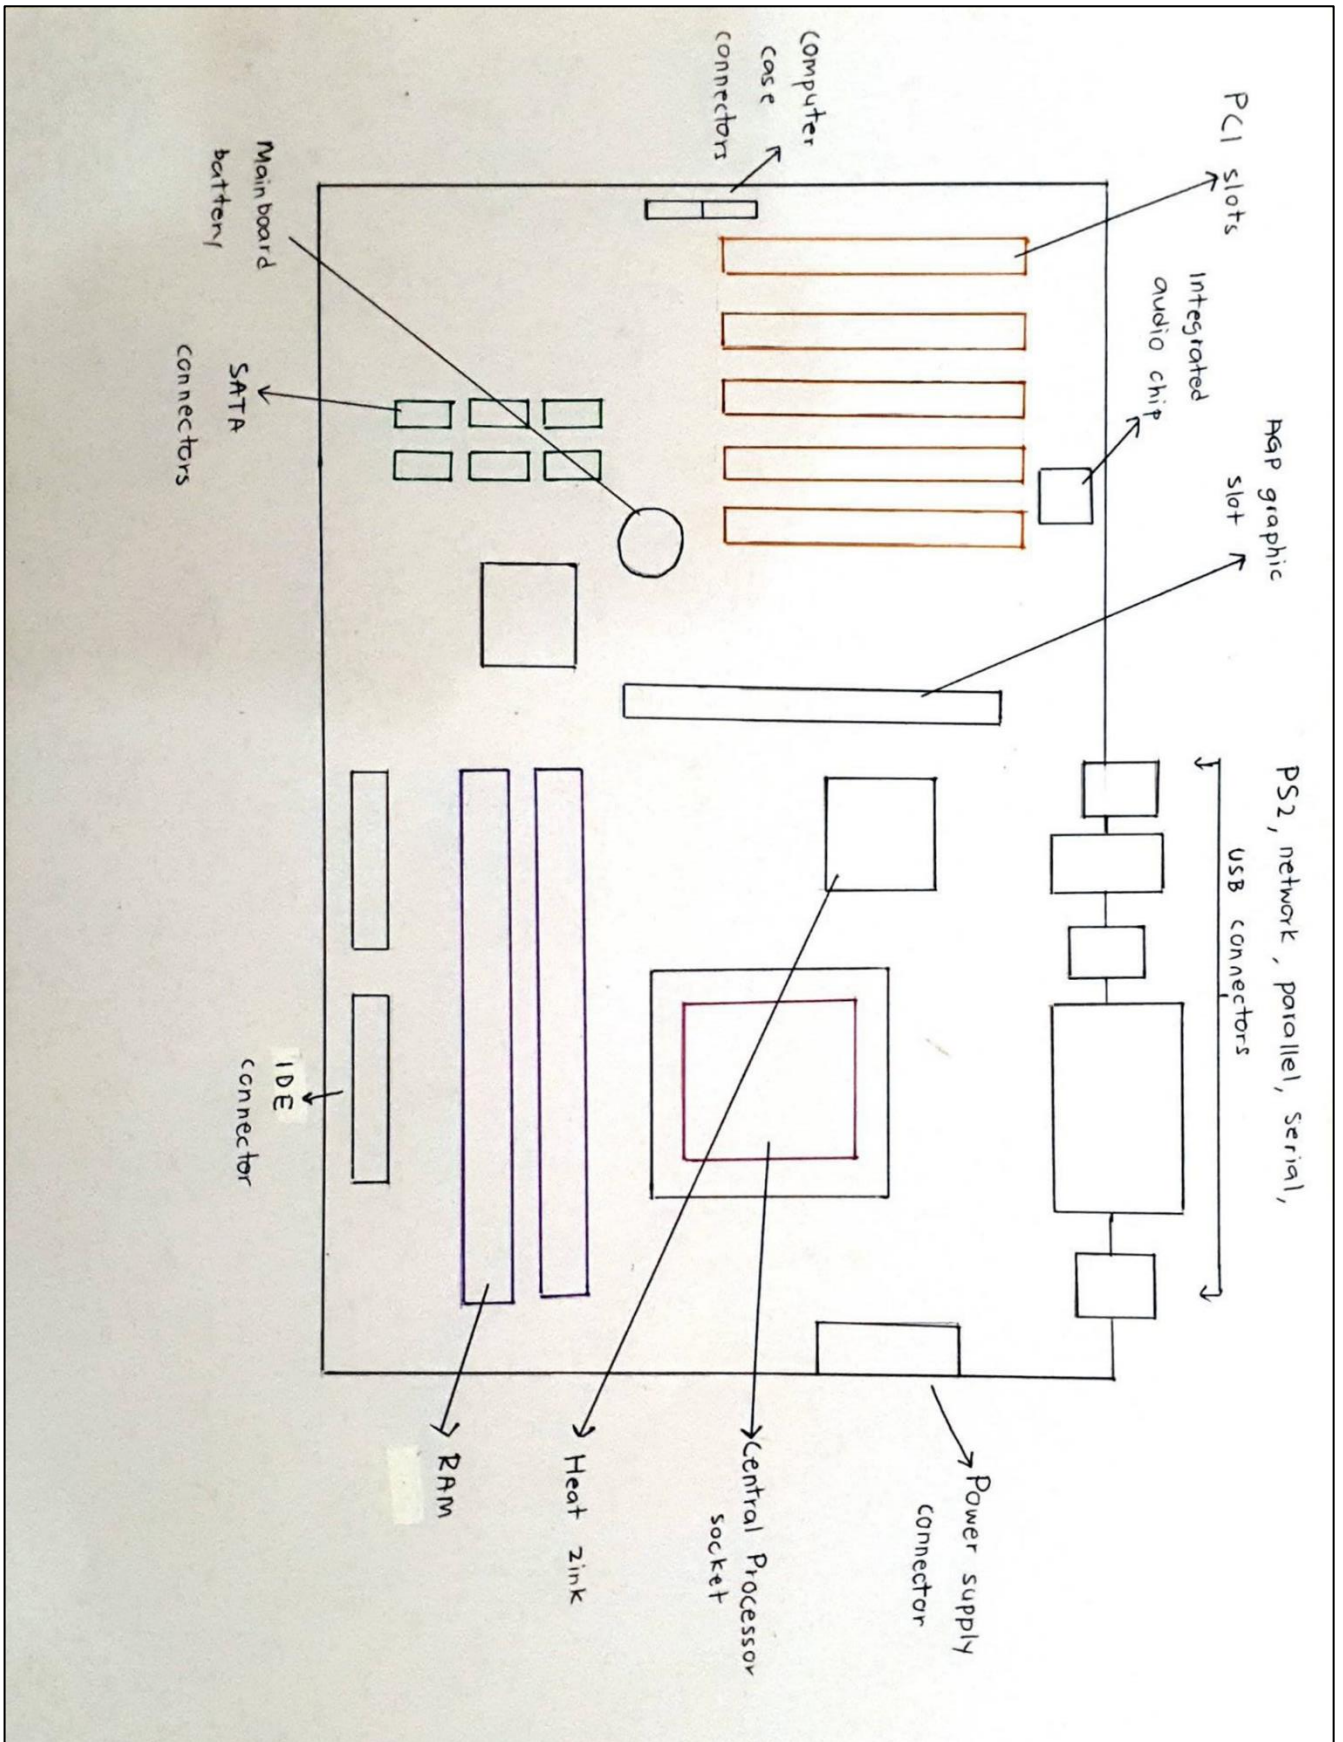 PCI slots
Integrated
audio chip
AGP graphic
slot
PS2, network, parallel, serial,
USB connectors
Power supply
connector
Central Processor
socket
Heat zink
RAM
computer
case
connectors
Mainboard
battery
SATA
connectors
IDE
connector